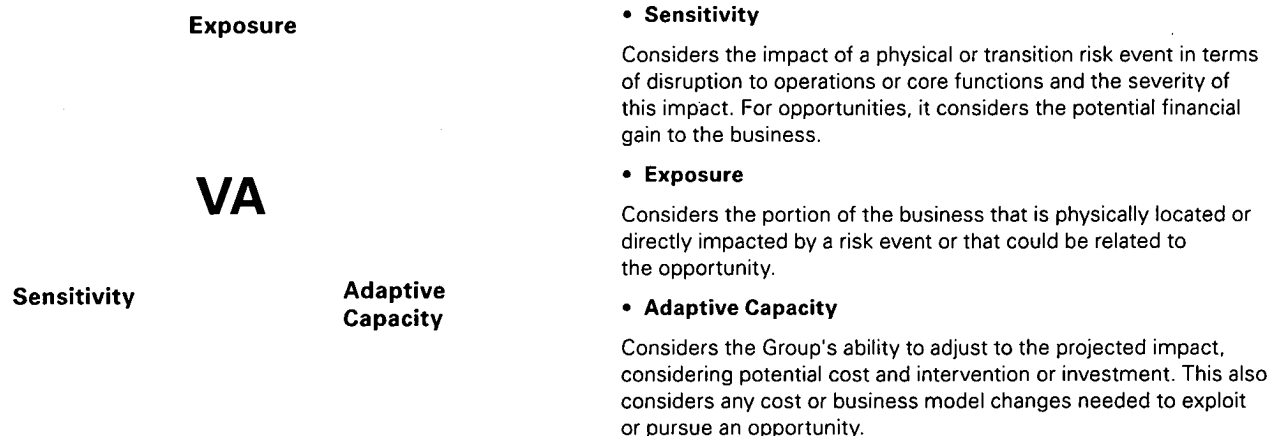 Exposure
VA
Sensitivity
Adaptive
Capacity
• Sensitivity
Considers the impact of a physical or transition risk event in terms
of disruption to operations or core functions and the severity of
this impact. For opportunities, it considers the potential financial
gain to the business.
• Exposure
Considers the portion of the business that is physically located or
directly impacted by a risk event or that could be related to
the opportunity.
• Adaptive Capacity
Considers the Group's ability to adjust to the projected impact,
considering potential cost and intervention or investment. This also
considers any cost or business model changes needed to exploit
or pursue an opportunity.